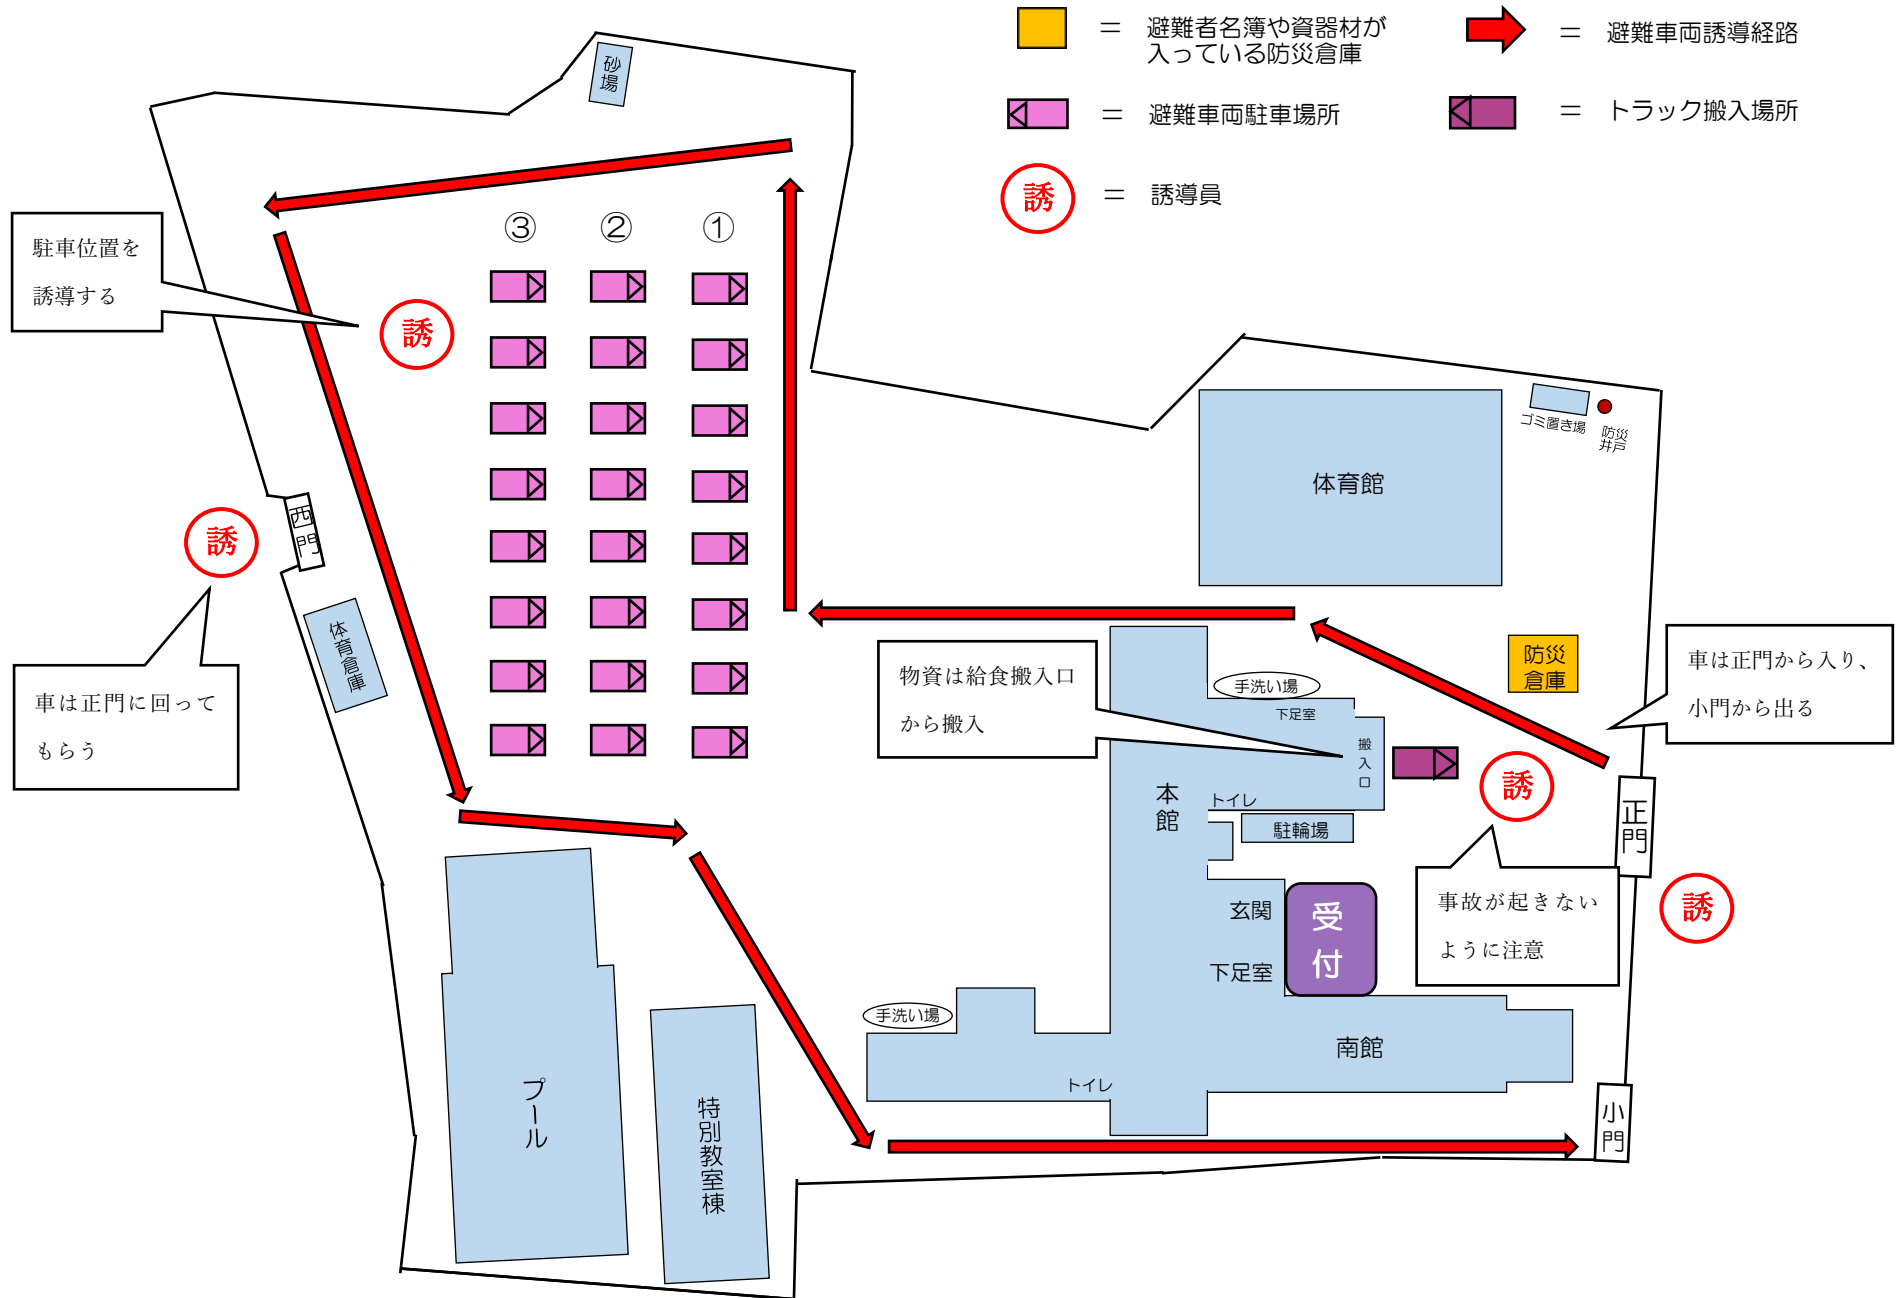 ＝ 避難者名簿や資器材が
入っている防災倉庫
＝ 避難車両誘導経路
＝ 避難車両駐車場所
＝ トラック搬入場所
誘 ＝ 誘導員
砂場
③ ② ①
駐車位置を
誘導する
誘
西門
誘
車は正門に回って
もらう
体育倉庫
体育館
ゴミ置き場
防災
井戸
防災
倉庫
車は正門から入り、
小門から出る
物資は給食搬入口
から搬入
手洗い場
下足室
搬入口
トイレ
駐輪場
本館
誘
正門
事故が起きない
ように注意
誘
玄関
下足室
受付
手洗い場
トイレ
南館
小門
プール
特別教室棟